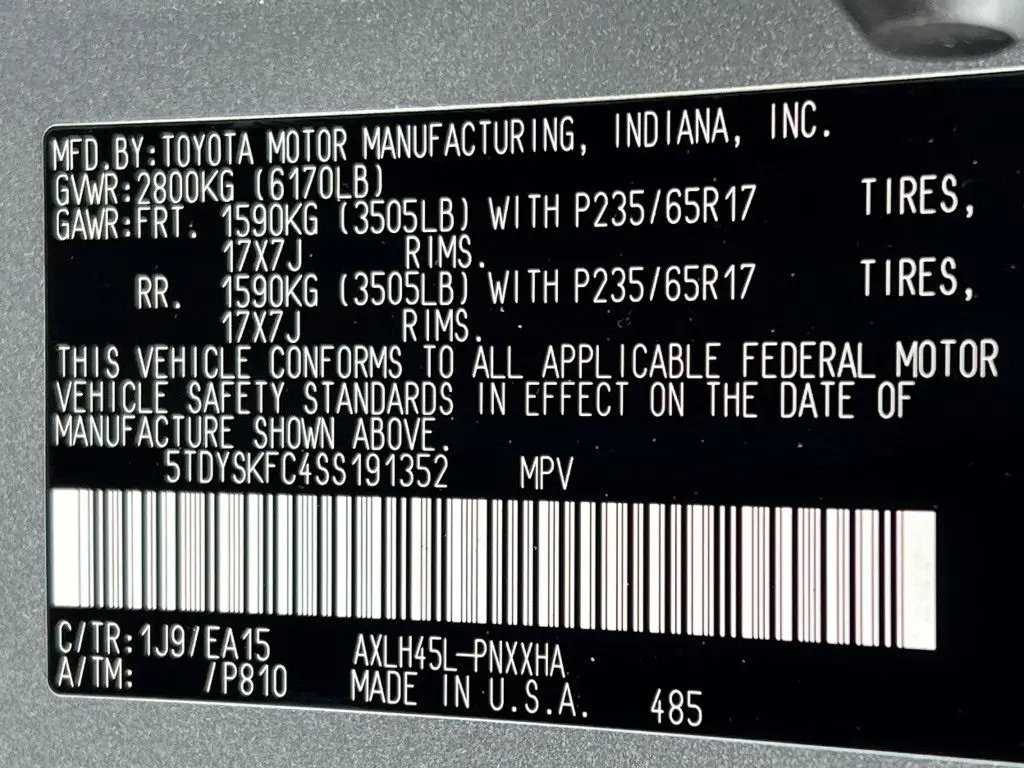 MFD.BY:TOYOTA MOTOR MANUFACTURING, INDIANA, INC.
GVWR:2800KG (6170LB)
GAWR:FRT. 1590KG (3505LB) WITH P235/65R17 TIRES,
17X7J RIMS.
RR. 1590KG (3505LB) WITH P235/65R17 TIRES,
17X7J RIMS.
THIS VEHICLE CONFORMS TO ALL APPLICABLE FEDERAL MOTOR
VEHICLE SAFETY STANDARDS IN EFFECT ON THE DATE OF
MANUFACTURE SHOWN ABOVE.
5TDYSKFC4SS191352 MPV
C/TR:1J9/EA15 AXLH45L-PNXXHA
A/TM: /P810 MADE IN U.S.A. 485